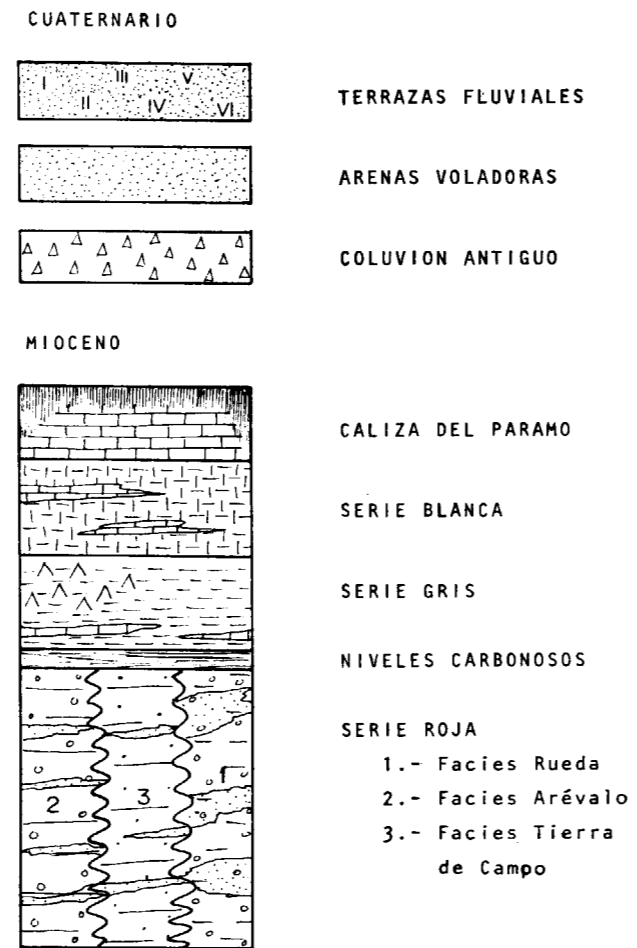 CUATERNARIO
I II III IV V VI
TERRAZAS FLUVIALES
ARENAS VOLADORAS
COLUVION ANTIGUO
MIOCENO
CALIZA DEL PARAMO
SERIE BLANCA
SERIE GRIS
NIVELES CARBONOSOS
SERIE ROJA
1.- Facies Rueda
2.- Facies Arévalo
3.- Facies Tierra
de Campo
2 3 1